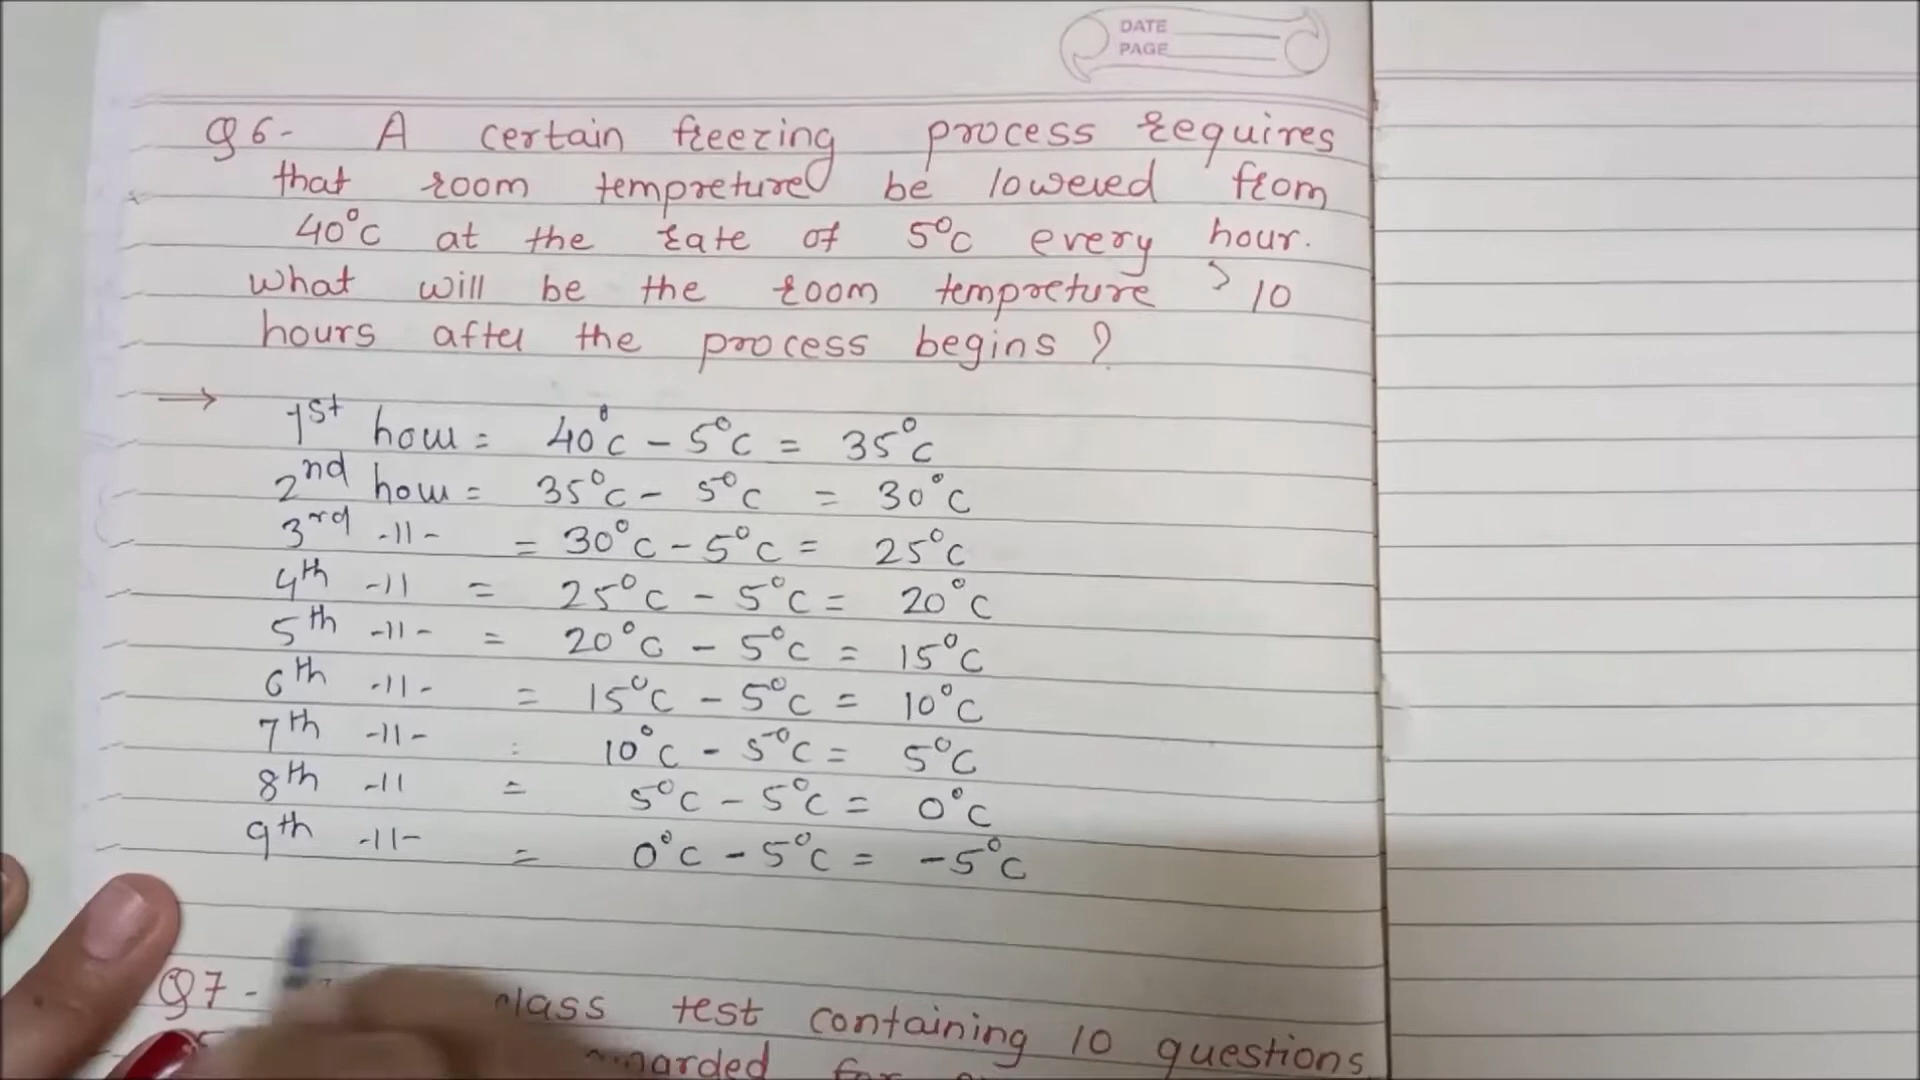 DATE
PAGE
Q6- A certain freezing process requires
that room tempreture be lowered from
40°C at the rate of 5°C every hour.
What will be the room tempreture > 10
hours after the process begins ?
→ 1st hour = 40°C - 5°C = 35°C
2nd hour = 35°C - 5°C = 30°C
3rd -11- = 30°C - 5°C = 25°C
4th -11 = 25°C - 5°C = 20°C
5th -11- = 20°C - 5°C = 15°C
6th -11- = 15°C - 5°C = 10°C
7th -11- : 10°C - 5°C = 5°C
8th -11 = 5°C - 5°C = 0°C
9th -11- = 0°C - 5°C = -5°C
Q7- test containing 10 questions